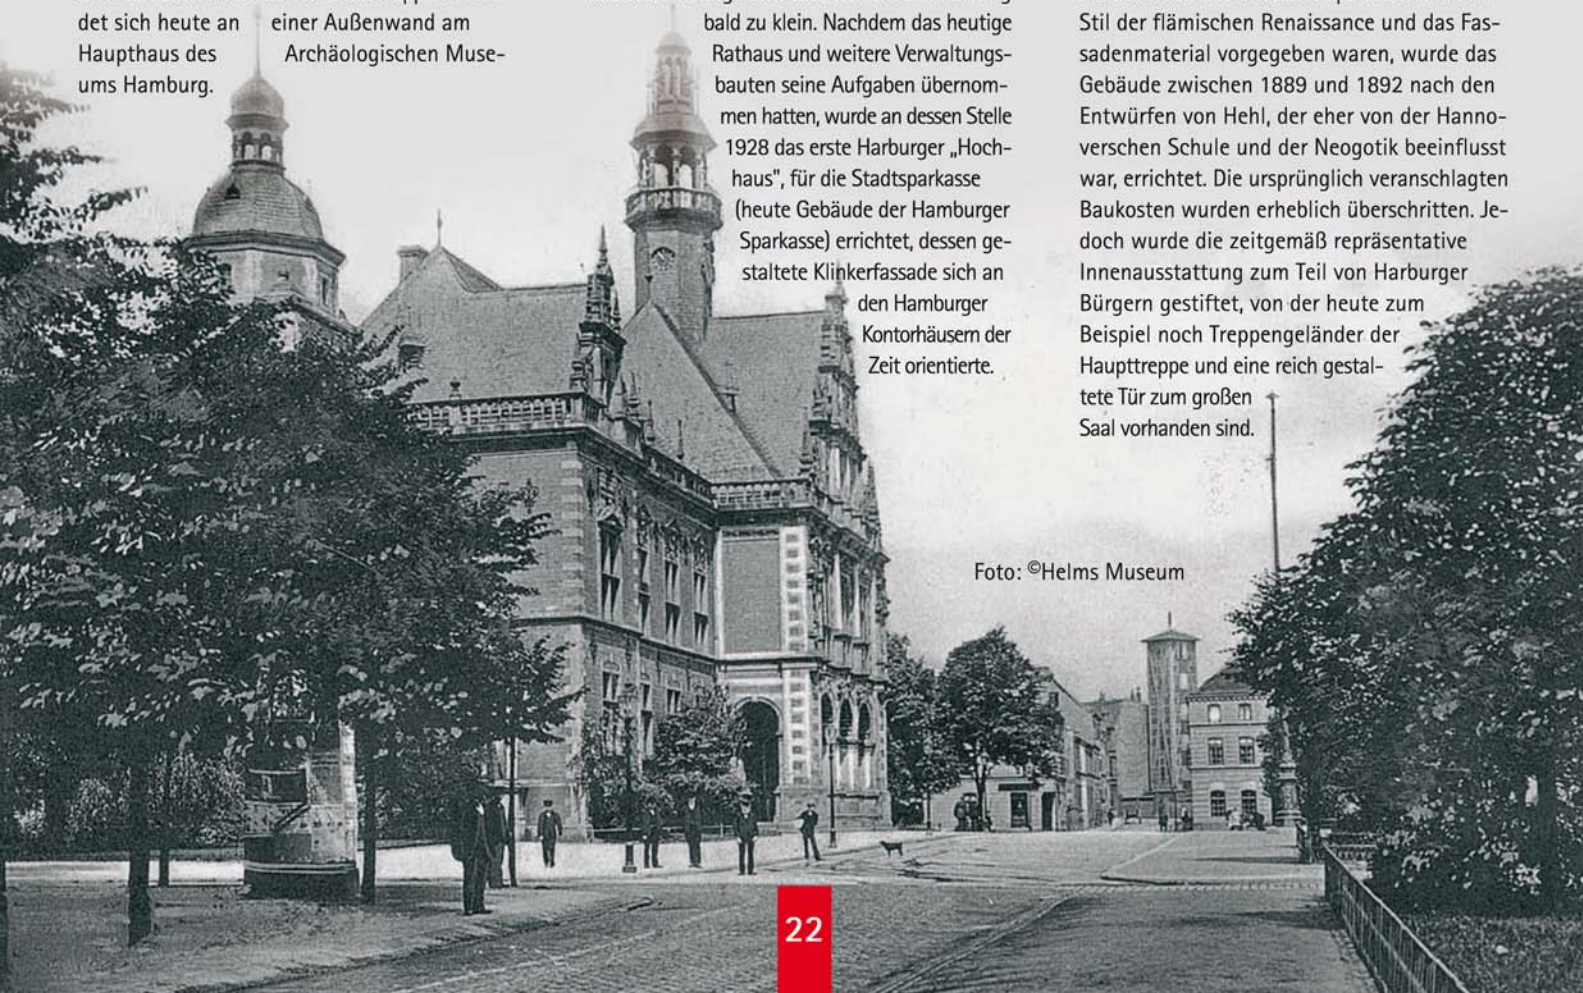 det sich heute an einer Außenwand am
Haupthaus des Archäologischen Muse-
ums Hamburg.
bald zu klein. Nachdem das heutige
Rathaus und weitere Verwaltungs-
bauten seine Aufgaben übernom-
men hatten, wurde an dessen Stelle
1928 das erste Harburger „Hoch-
haus", für die Stadtsparkasse
(heute Gebäude der Hamburger
Sparkasse) errichtet, dessen ge-
staltete Klinkerfassade sich an
den Hamburger
Kontorhäusern der
Zeit orientierte.
Stil der flämischen Renaissance und das Fas-
sadenmaterial vorgegeben waren, wurde das
Gebäude zwischen 1889 und 1892 nach den
Entwürfen von Hehl, der eher von der Hanno-
verschen Schule und der Neogotik beeinflusst
war, errichtet. Die ursprünglich veranschlagten
Baukosten wurden erheblich überschritten. Je-
doch wurde die zeitgemäß repräsentative
Innenausstattung zum Teil von Harburger
Bürgern gestiftet, von der heute zum
Beispiel noch Treppengeländer der
Haupttreppe und eine reich gestal-
tete Tür zum großen
Saal vorhanden sind.
Foto: ©Helms Museum
22